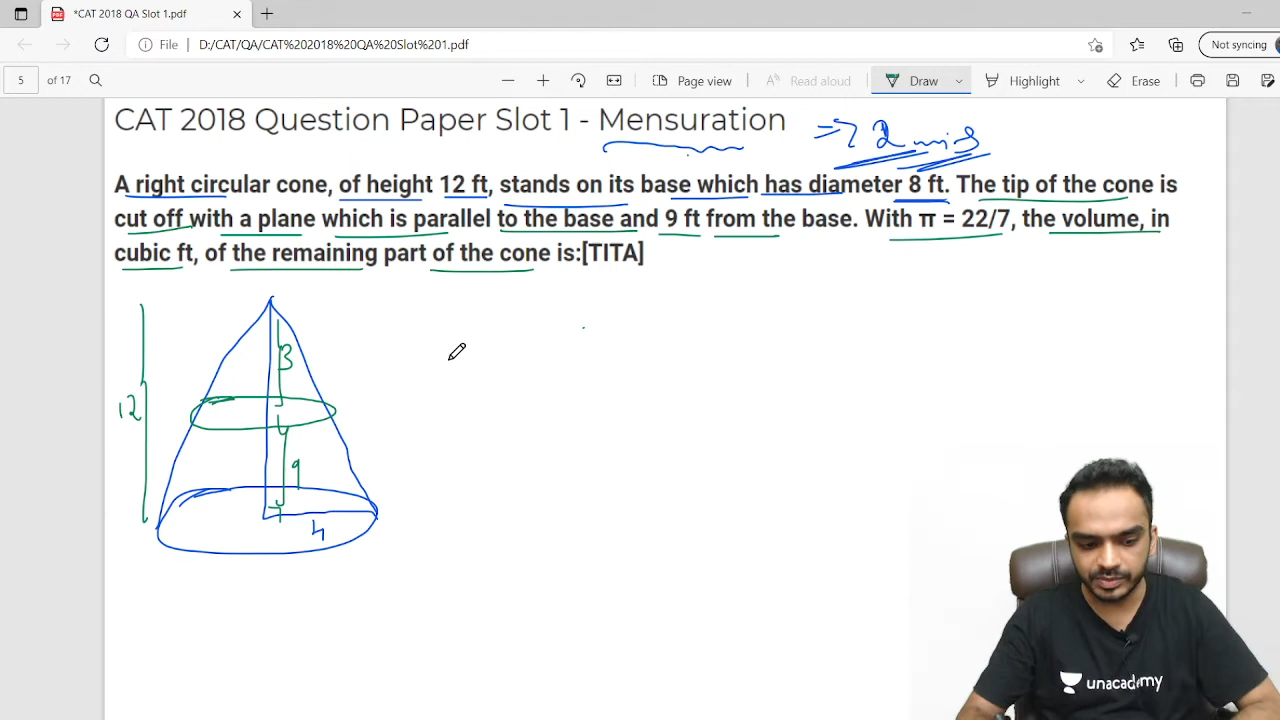 *CAT 2018 QA Slot 1.pdf
File D:/CAT/QA/CAT%202018%20QA%20Slot%201.pdf Not syncing
5 of 17 Page view Read aloud Draw Highlight Erase
CAT 2018 Question Paper Slot 1 - Mensuration => 2 mins
A right circular cone, of height 12 ft, stands on its base which has diameter 8 ft. The tip of the cone is
cut off with a plane which is parallel to the base and 9 ft from the base. With π = 22/7, the volume, in
cubic ft, of the remaining part of the cone is:[TITA]
3
12
9
4
unacademy